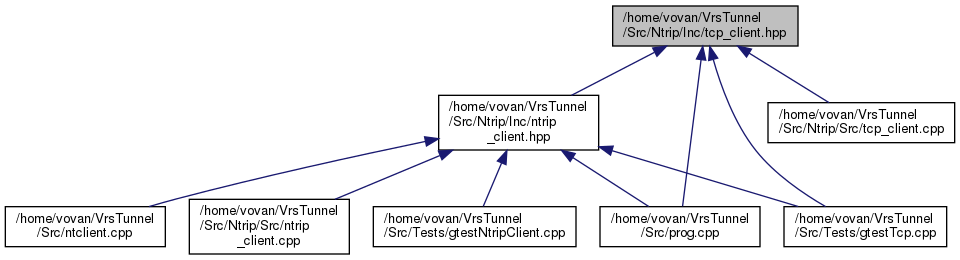 /home/vovan/VrsTunnel
/Src/Ntrip/Inc/tcp_client.hpp
/home/vovan/VrsTunnel
/Src/Ntrip/Inc/ntrip
_client.hpp
/home/vovan/VrsTunnel
/Src/Ntrip/Src/tcp_client.cpp
/home/vovan/VrsTunnel
/Src/ntclient.cpp
/home/vovan/VrsTunnel
/Src/Ntrip/Src/ntrip
_client.cpp
/home/vovan/VrsTunnel
/Src/Tests/gtestNtripClient.cpp
/home/vovan/VrsTunnel
/Src/prog.cpp
/home/vovan/VrsTunnel
/Src/Tests/gtestTcp.cpp